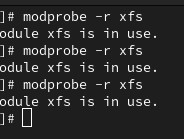 ]# modprobe -r xfs
odule xfs is in use.
]# modprobe -r xfs
odule xfs is in use.
]# modprobe -r xfs
odule xfs is in use.
]#